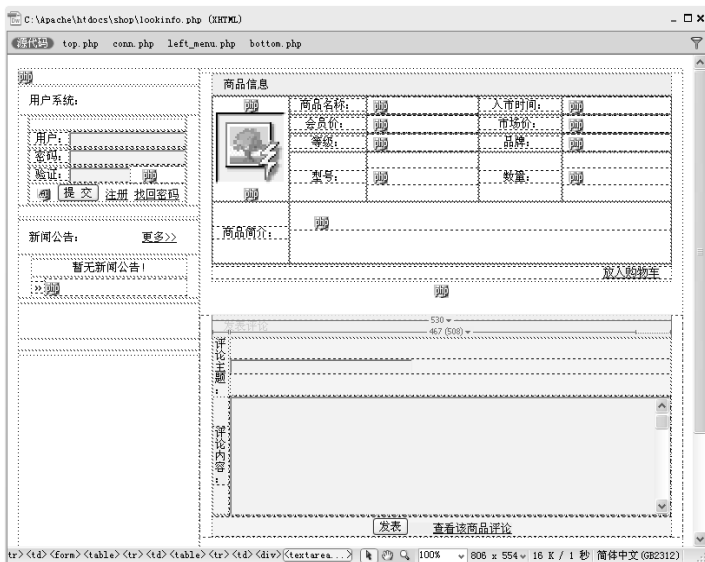 C:\Apache\htdocs\shop\lookinfo.php (XHTML)
源代码 top.php conn.php left_menu.php bottom.php
用户系统：
用户：
密码：
验证：
提 交 注册 找回密码
新闻公告： 更多>>
暂无新闻公告！
»
商品信息
商品名称： 入市时间：
会员价： 市场价：
等级： 品牌：
型号： 数量：
商品简介：
放入购物车
530
467 (508)
发表评论
评论主题：
评论内容：
发表 查看该商品评论
tr> <td> <form> <table> <tr> <td> <table> <tr> <td> <div> <textarea...> 100% 806 x 554 16 K / 1 秒 简体中文(GB2312)